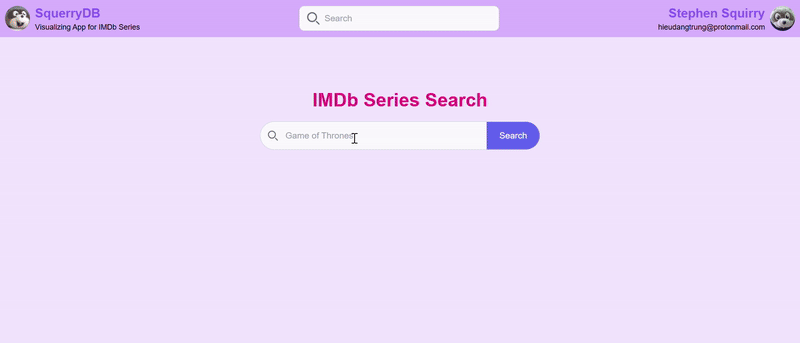 SquerryDB
Visualizing App for IMDb Series
Search
Stephen Squirry
hieudangtrung@protonmail.com
IMDb Series Search
Game of Thrones
Search